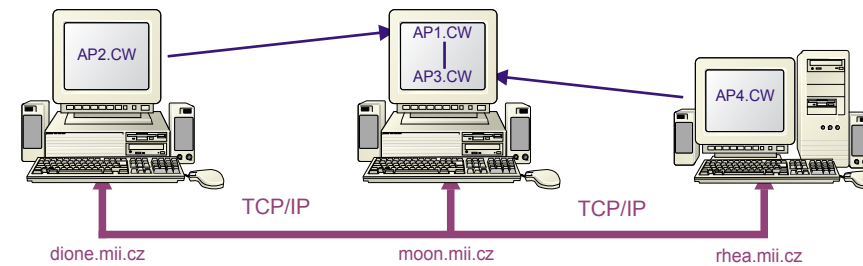 AP2.CW
AP1.CW
AP3.CW
AP4.CW
TCP/IP
TCP/IP
dione.mii.cz
moon.mii.cz
rhea.mii.cz